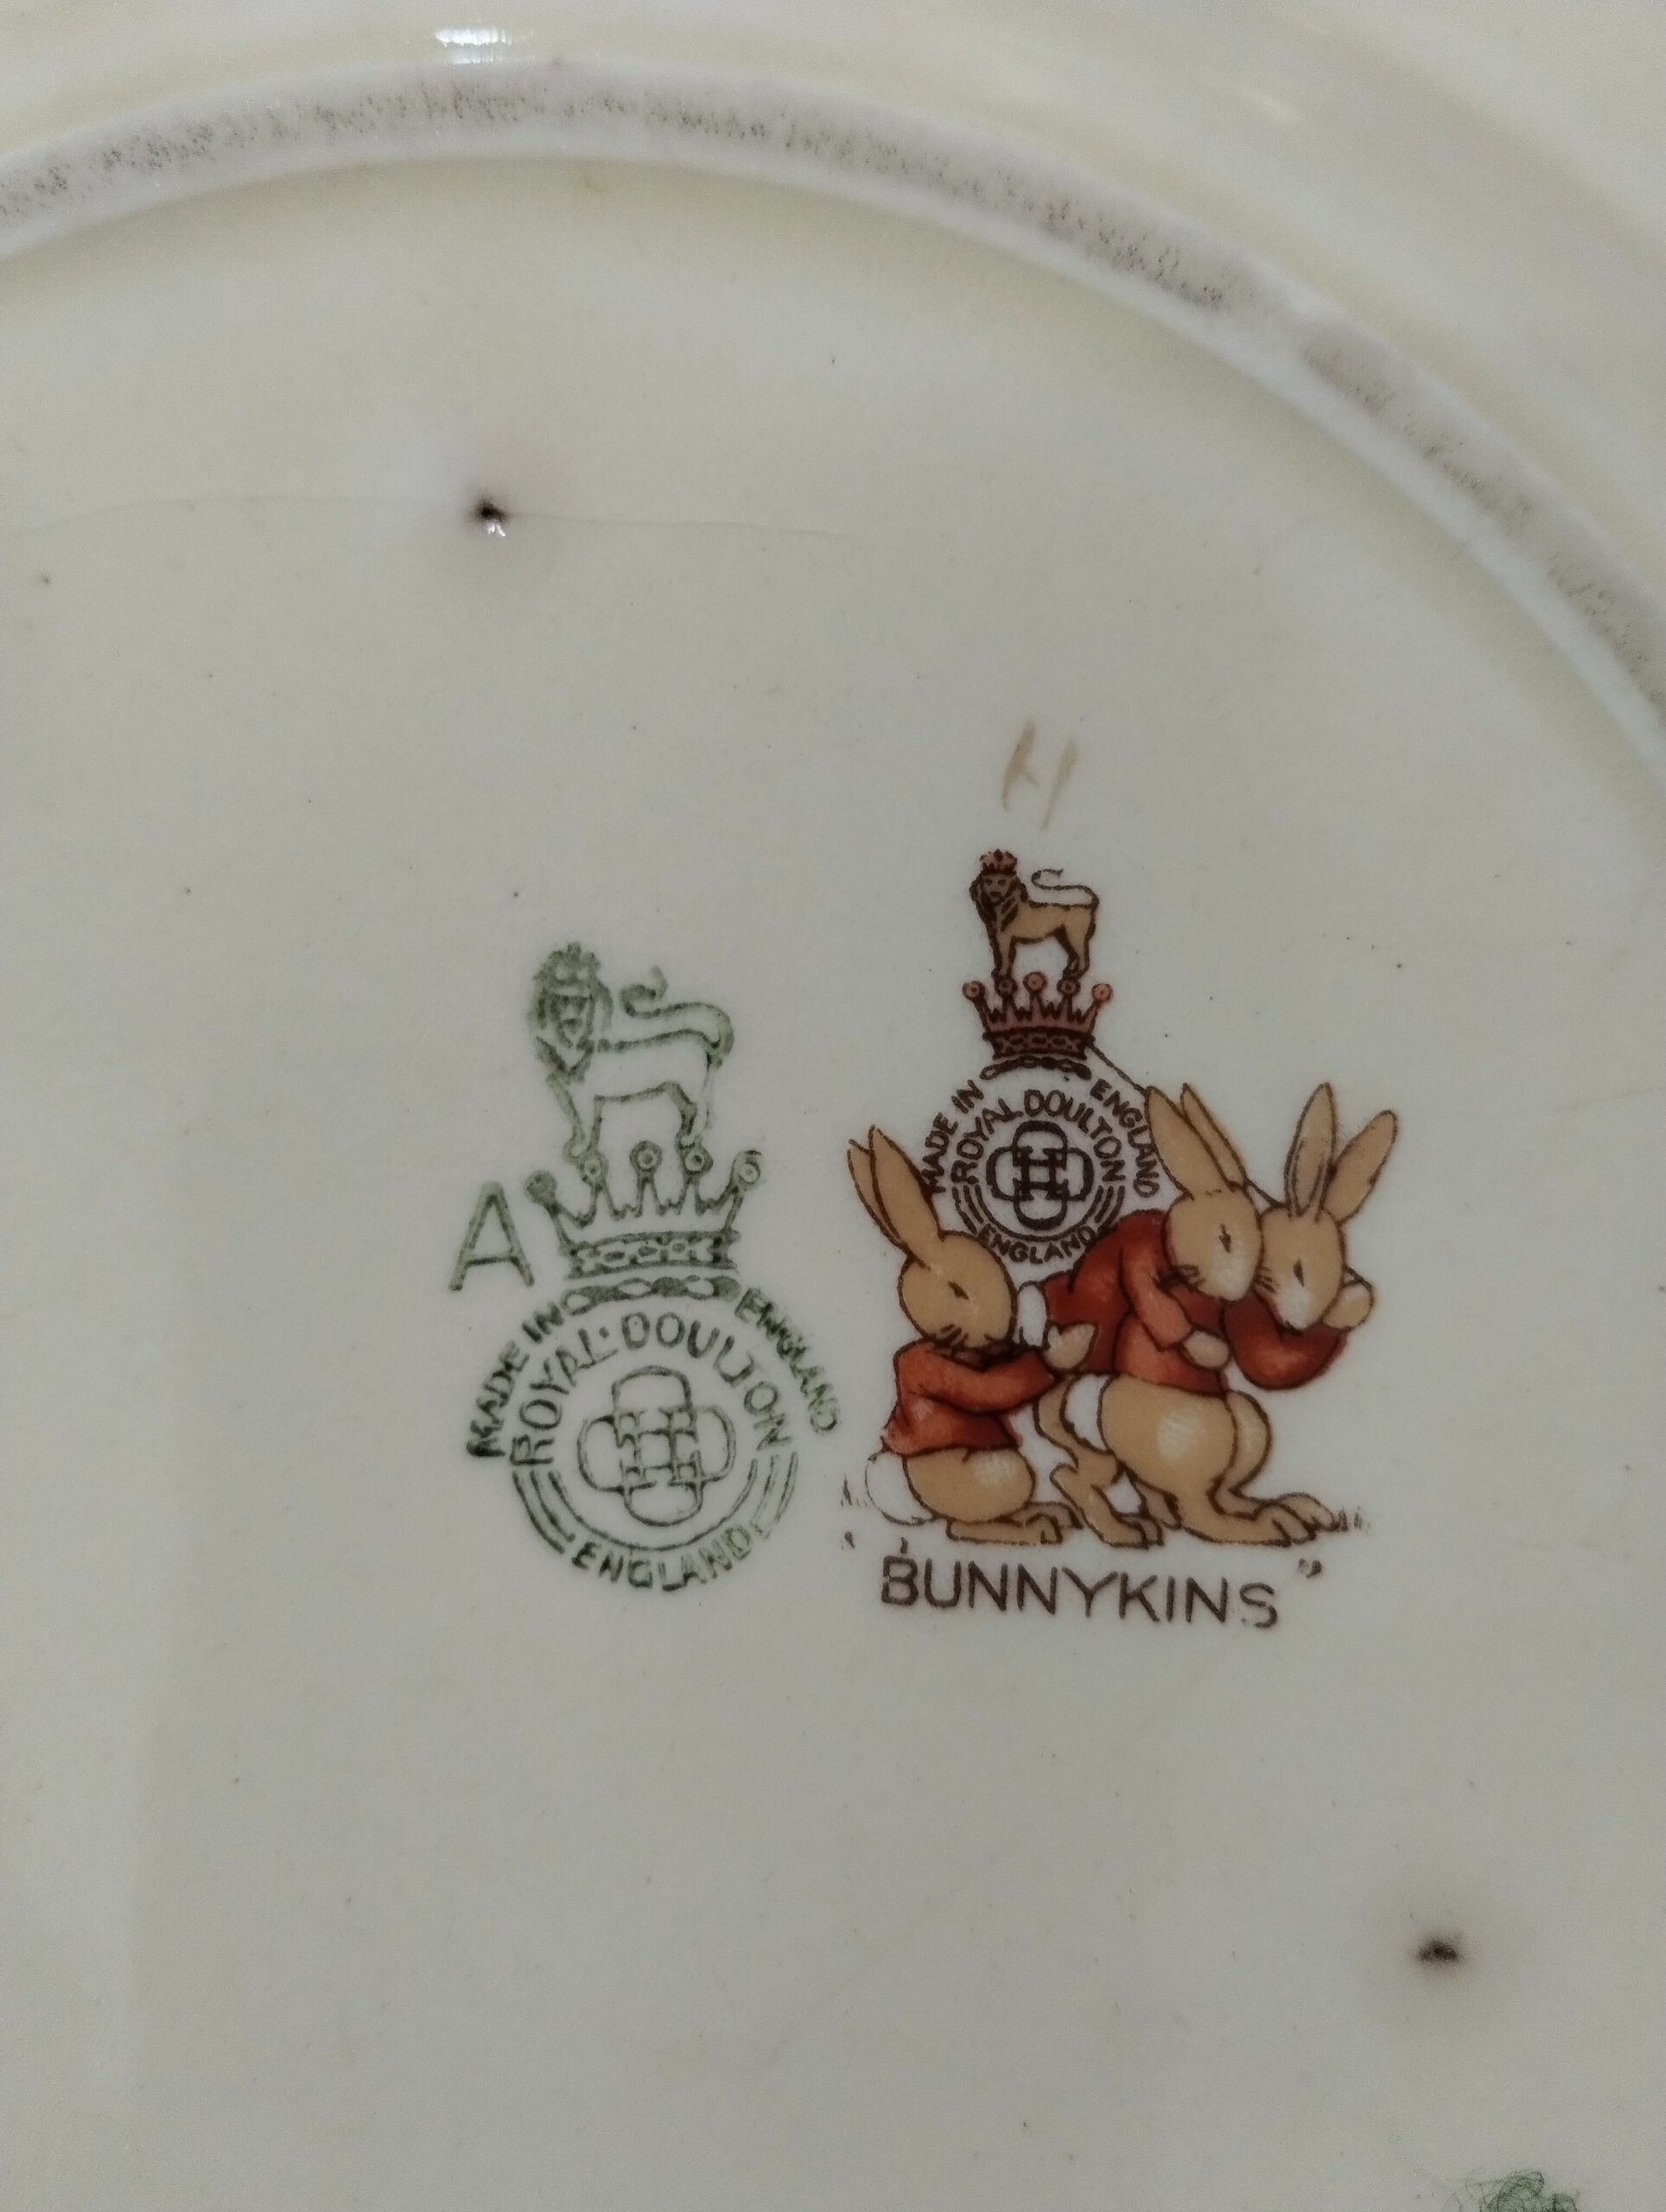 H
A
MADE IN ENGLAND
ROYAL·DOULTON
ENGLAND
MADE IN ENGLAND
ROYAL DOULTON
ENGLAND
"BUNNYKINS"